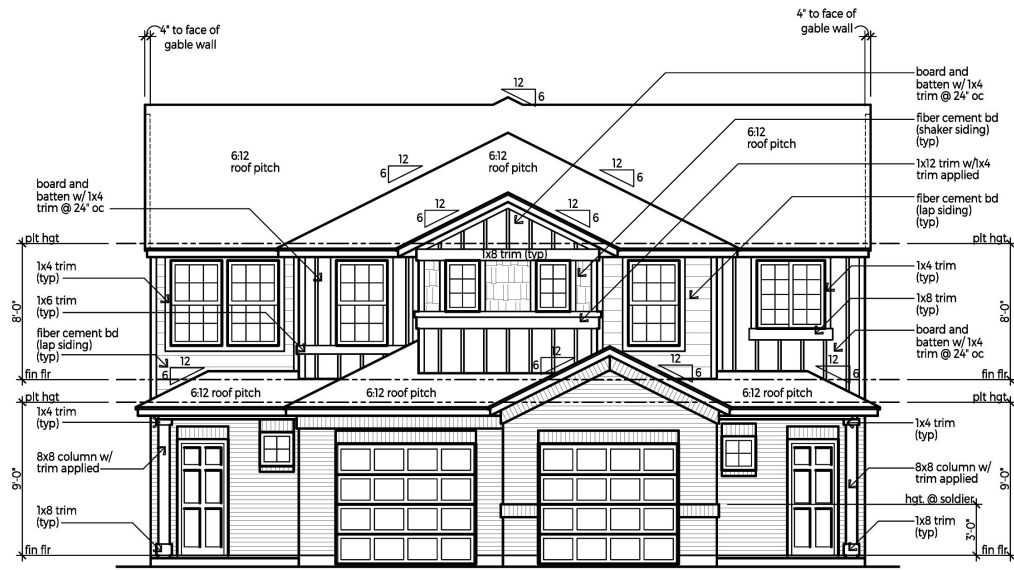 4" to face of
gable wall
4" to face of
gable wall
12
6
board and
batten w/ 1x4
trim @ 24" oc
fiber cement bd
(shaker siding)
(typ)
1x12 trim w/1x4
trim applied
fiber cement bd
(lap siding)
(typ)
6:12
roof pitch
12
6
6:12
roof pitch
12
6
6:12
roof pitch
board and
batten w/ 1x4
trim @ 24" oc
12
6
12
6
plt hgt
plt hgt
1x8 trim (typ)
1x4 trim
(typ)
1x6 trim
(typ)
fiber cement bd
(lap siding)
(typ)
8'-0"
1x4 trim
(typ)
1x8 trim
(typ)
board and
batten w/ 1x4
trim @ 24" oc
8'-0"
12
6
12
6
12
6
12
6
fin flr
fin flr
plt hgt
plt hgt
6:12 roof pitch
6:12 roof pitch
6:12 roof pitch
1x4 trim
(typ)
8x8 column w/
trim applied
1x8 trim
(typ)
9'-0"
1x4 trim
(typ)
8x8 column w/
trim applied
hgt. @ soldier
1x8 trim
(typ)
3'-0"
9'-0"
fin flr
fin flr